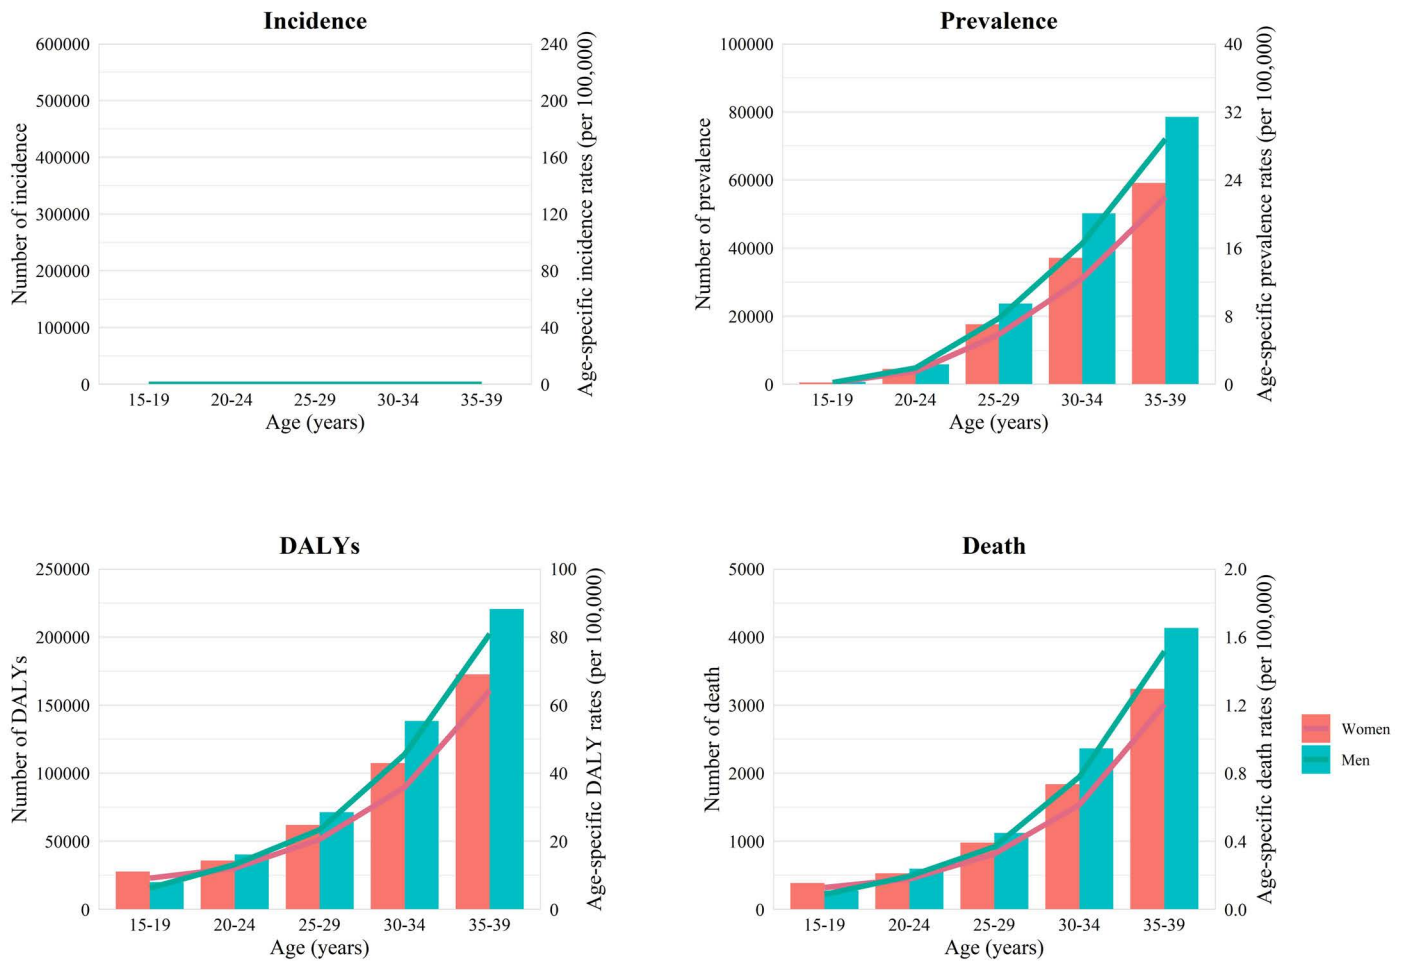 Incidence
Prevalence
600000
500000
400000
300000
200000
100000
0
Number of incidence
240
200
160
120
80
40
0
Age-specific incidence rates (per 100,000)
15-19 20-24 25-29 30-34 35-39
Age (years)
100000
80000
60000
40000
20000
0
Number of prevalence
40
32
24
16
8
0
Age-specific prevalence rates (per 100,000)
15-19 20-24 25-29 30-34 35-39
Age (years)
DALYs
Death
250000
200000
150000
100000
50000
0
Number of DALYs
100
80
60
40
20
0
Age-specific DALY rates (per 100,000)
15-19 20-24 25-29 30-34 35-39
Age (years)
5000
4000
3000
2000
1000
0
Number of death
2.0
1.6
1.2
0.8
0.4
0.0
Age-specific death rates (per 100,000)
15-19 20-24 25-29 30-34 35-39
Age (years)
Women
Men